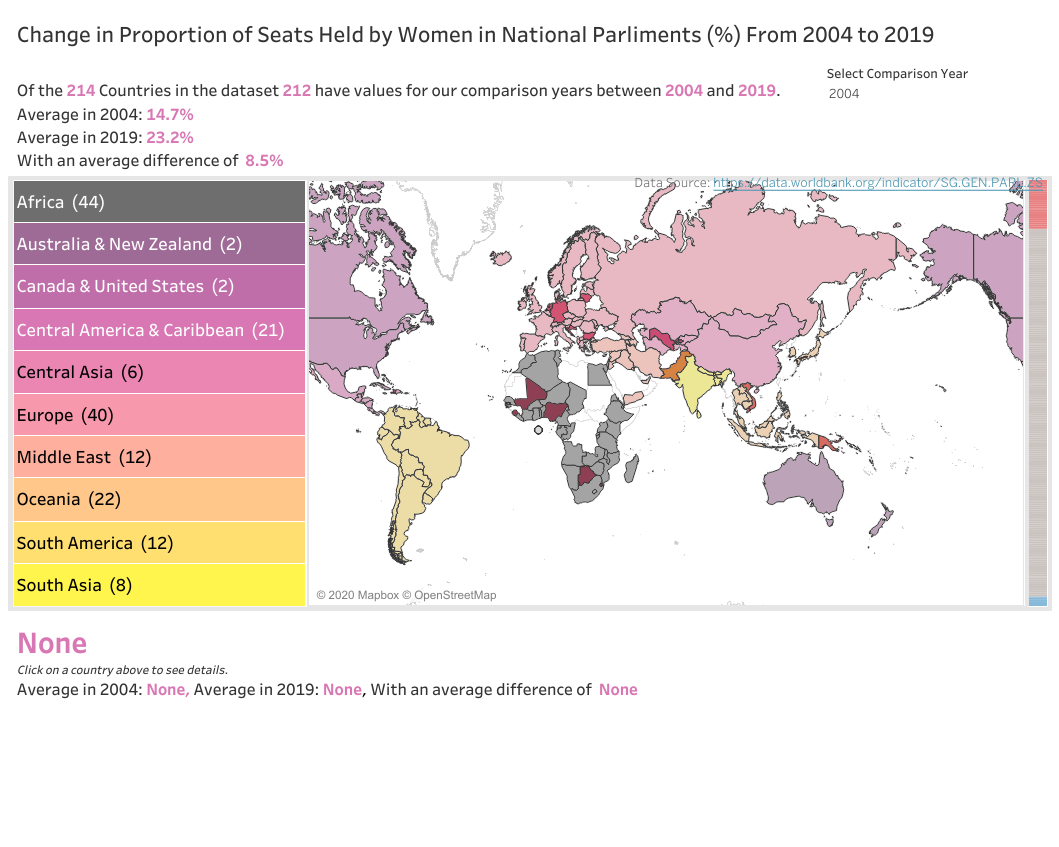 Change in Proportion of Seats Held by Women in National Parliments (%) From 2004 to 2019
Select Comparison Year
2004
Of the 214 Countries in the dataset 212 have values for our comparison years between 2004 and 2019.
Average in 2004: 14.7%
Average in 2019: 23.2%
With an average difference of 8.5%
Data Source: https://data.worldbank.org/indicator/SG.GEN.PARL.ZS
Africa (44)
Australia & New Zealand (2)
Canada & United States (2)
Central America & Caribbean (21)
Central Asia (6)
Europe (40)
Middle East (12)
Oceania (22)
South America (12)
South Asia (8)
© 2020 Mapbox © OpenStreetMap
None
Click on a country above to see details.
Average in 2004: None, Average in 2019: None, With an average difference of None